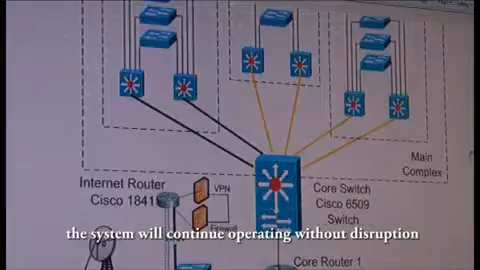 Main
Complex
Internet Router
Cisco 1841
VPN
Firewall
Core Switch
Cisco 6509
Switch
the system will continue operating without disruption
Core Router 1